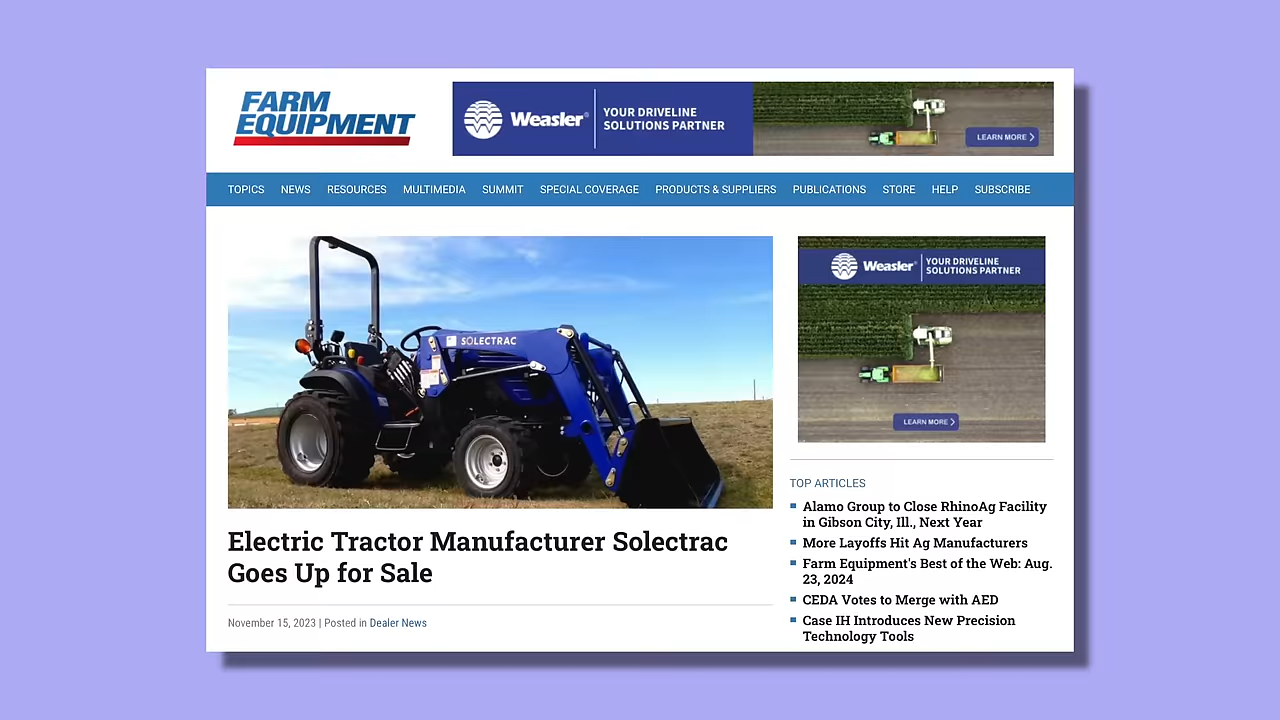 FARM
EQUIPMENT
Weasler®
YOUR DRIVELINE
SOLUTIONS PARTNER
LEARN MORE
TOPICS NEWS RESOURCES MULTIMEDIA SUMMIT SPECIAL COVERAGE PRODUCTS & SUPPLIERS PUBLICATIONS STORE HELP SUBSCRIBE
SOLECTRAC
Electric Tractor Manufacturer Solectrac
Goes Up for Sale
November 15, 2023 | Posted in Dealer News
Weasler®
YOUR DRIVELINE
SOLUTIONS PARTNER
LEARN MORE
TOP ARTICLES
Alamo Group to Close RhinoAg Facility
in Gibson City, Ill., Next Year
More Layoffs Hit Ag Manufacturers
Farm Equipment's Best of the Web: Aug.
23, 2024
CEDA Votes to Merge with AED
Case IH Introduces New Precision
Technology Tools